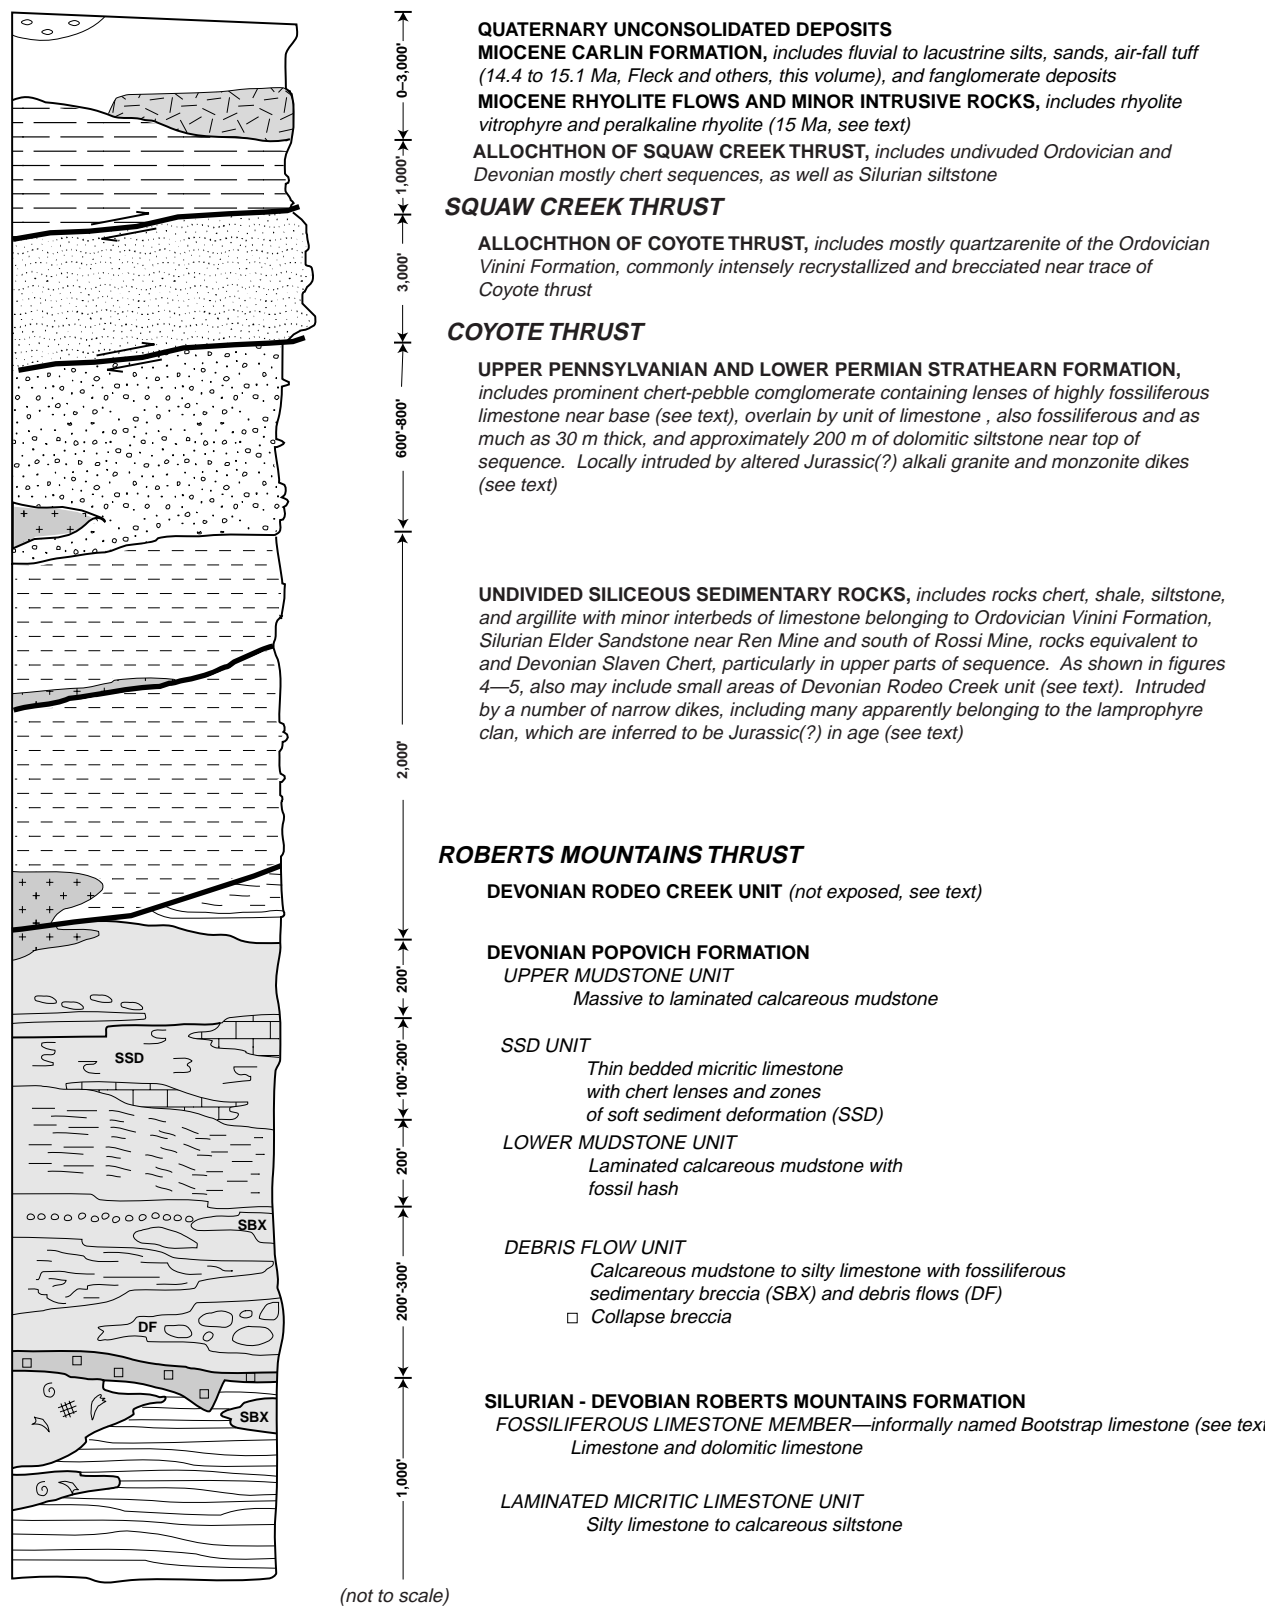 QUATERNARY UNCONSOLIDATED DEPOSITS
MIOCENE CARLIN FORMATION, includes fluvial to lacustrine silts, sands, air-fall tuff
(14.4 to 15.1 Ma, Fleck and others, this volume), and fanglomerate deposits
0–3,000'
MIOCENE RHYOLITE FLOWS AND MINOR INTRUSIVE ROCKS, includes rhyolite
vitrophyre and peralkaline rhyolite (15 Ma, see text)
ALLOCHTHON OF SQUAW CREEK THRUST, includes undivuded Ordovician and
Devonian mostly chert sequences, as well as Silurian siltstone
1,000'
SQUAW CREEK THRUST
ALLOCHTHON OF COYOTE THRUST, includes mostly quartzarenite of the Ordovician
Vinini Formation, commonly intensely recrystallized and brecciated near trace of
Coyote thrust
3,000'
COYOTE THRUST
UPPER PENNSYLVANIAN AND LOWER PERMIAN STRATHEARN FORMATION,
includes prominent chert-pebble comglomerate containing lenses of highly fossiliferous
limestone near base (see text), overlain by unit of limestone , also fossiliferous and as
much as 30 m thick, and approximately 200 m of dolomitic siltstone near top of
sequence. Locally intruded by altered Jurassic(?) alkali granite and monzonite dikes
(see text)
600'-800'
UNDIVIDED SILICEOUS SEDIMENTARY ROCKS, includes rocks chert, shale, siltstone,
and argillite with minor interbeds of limestone belonging to Ordovician Vinini Formation,
Silurian Elder Sandstone near Ren Mine and south of Rossi Mine, rocks equivalent to
and Devonian Slaven Chert, particularly in upper parts of sequence. As shown in figures
4—5, also may include small areas of Devonian Rodeo Creek unit (see text). Intruded
by a number of narrow dikes, including many apparently belonging to the lamprophyre
clan, which are inferred to be Jurassic(?) in age (see text)
2,000'
ROBERTS MOUNTAINS THRUST
DEVONIAN RODEO CREEK UNIT (not exposed, see text)
DEVONIAN POPOVICH FORMATION
UPPER MUDSTONE UNIT
Massive to laminated calcareous mudstone
200'
SSD UNIT
Thin bedded micritic limestone
with chert lenses and zones
of soft sediment deformation (SSD)
SSD
100'-200'
LOWER MUDSTONE UNIT
Laminated calcareous mudstone with
fossil hash
200'
SBX
DEBRIS FLOW UNIT
Calcareous mudstone to silty limestone with fossiliferous
sedimentary breccia (SBX) and debris flows (DF)
Collapse breccia
200'-300'
DF
SILURIAN - DEVOBIAN ROBERTS MOUNTAINS FORMATION
FOSSILIFEROUS LIMESTONE MEMBER—informally named Bootstrap limestone (see text
Limestone and dolomitic limestone
SBX
1,000'
LAMINATED MICRITIC LIMESTONE UNIT
Silty limestone to calcareous siltstone
(not to scale)